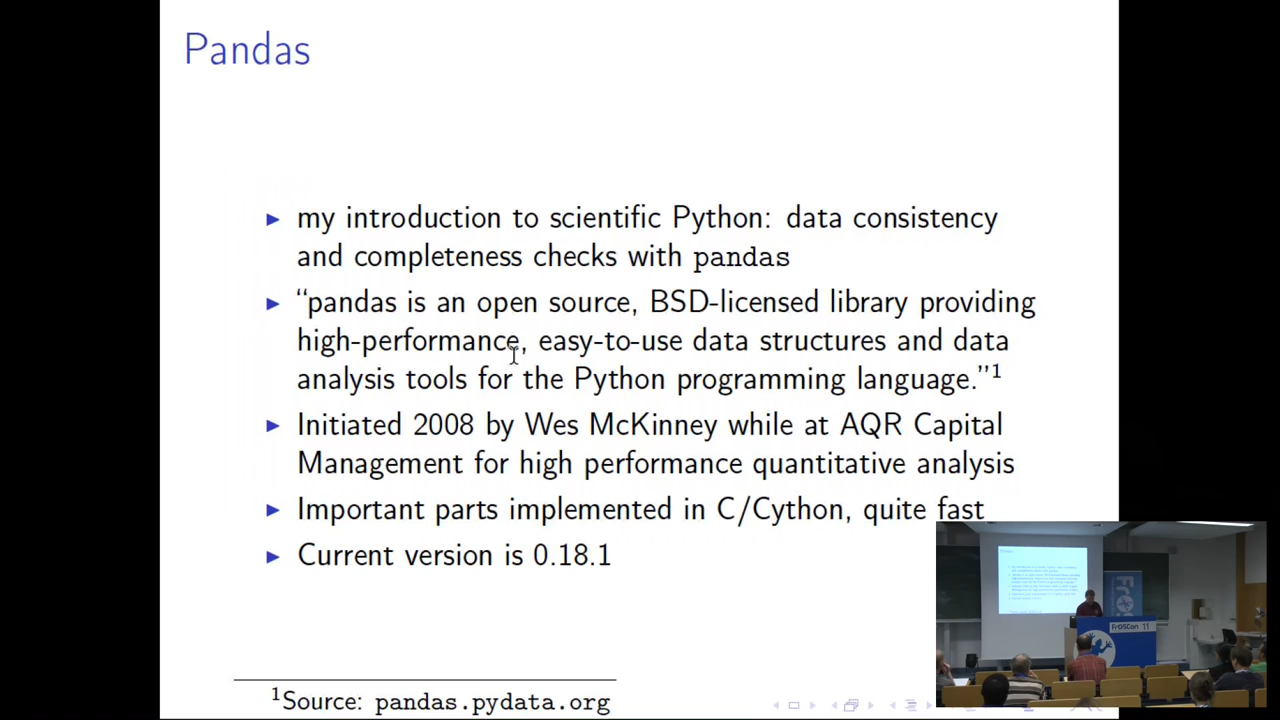 Pandas
my introduction to scientific Python: data consistency
and completeness checks with pandas
“pandas is an open source, BSD-licensed library providing
high-performance, easy-to-use data structures and data
analysis tools for the Python programming language.”¹
Initiated 2008 by Wes McKinney while at AQR Capital
Management for high performance quantitative analysis
Important parts implemented in C/Cython, quite fast
Current version is 0.18.1
¹Source: pandas.pydata.org
FrOSCon 11